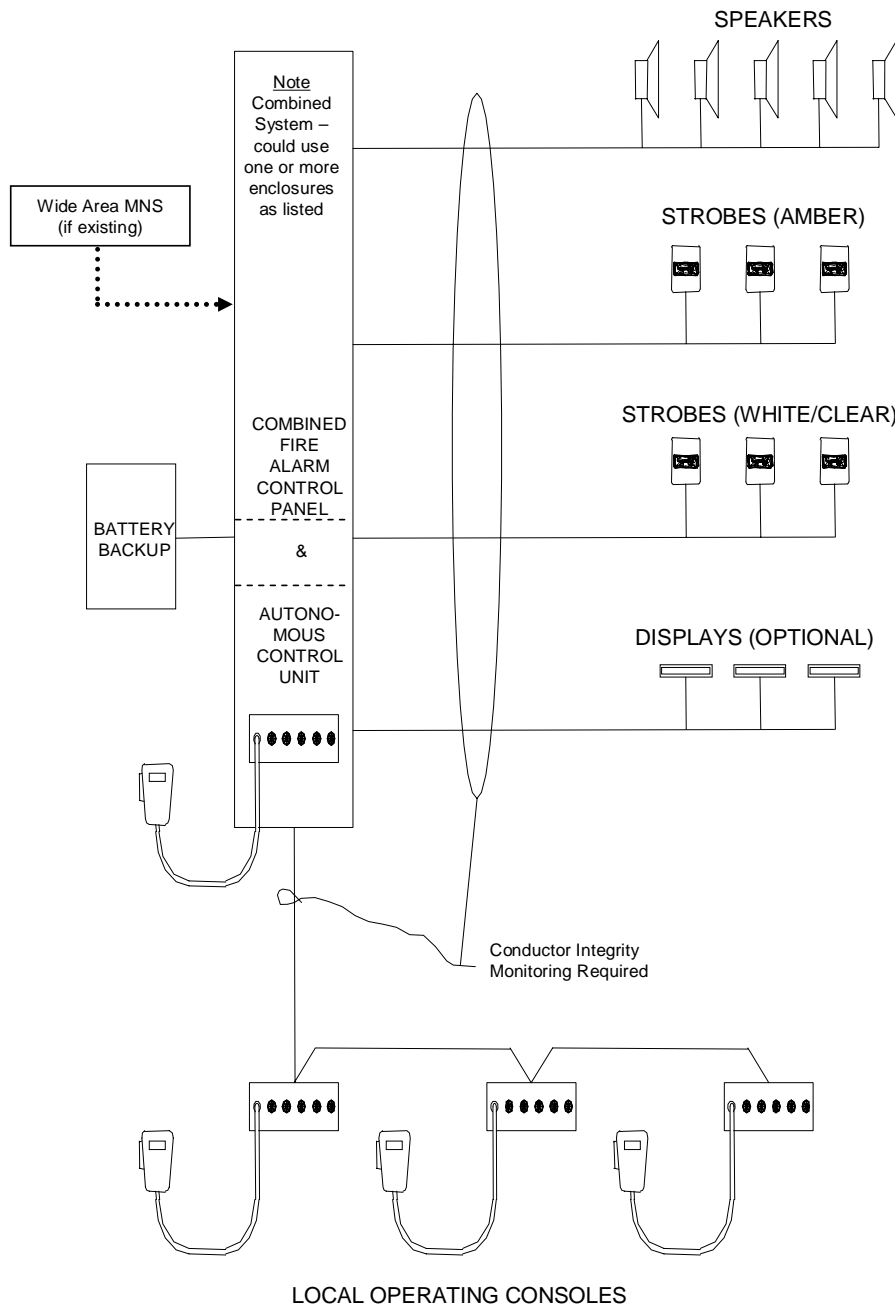 SPEAKERS
Note
Combined
System –
could use
one or more
enclosures
as listed
Wide Area MNS
(if existing)
STROBES (AMBER)
STROBES (WHITE/CLEAR)
COMBINED
FIRE
ALARM
CONTROL
PANEL
BATTERY
BACKUP
&
AUTONO-
MOUS
CONTROL
UNIT
DISPLAYS (OPTIONAL)
Conductor Integrity
Monitoring Required
LOCAL OPERATING CONSOLES